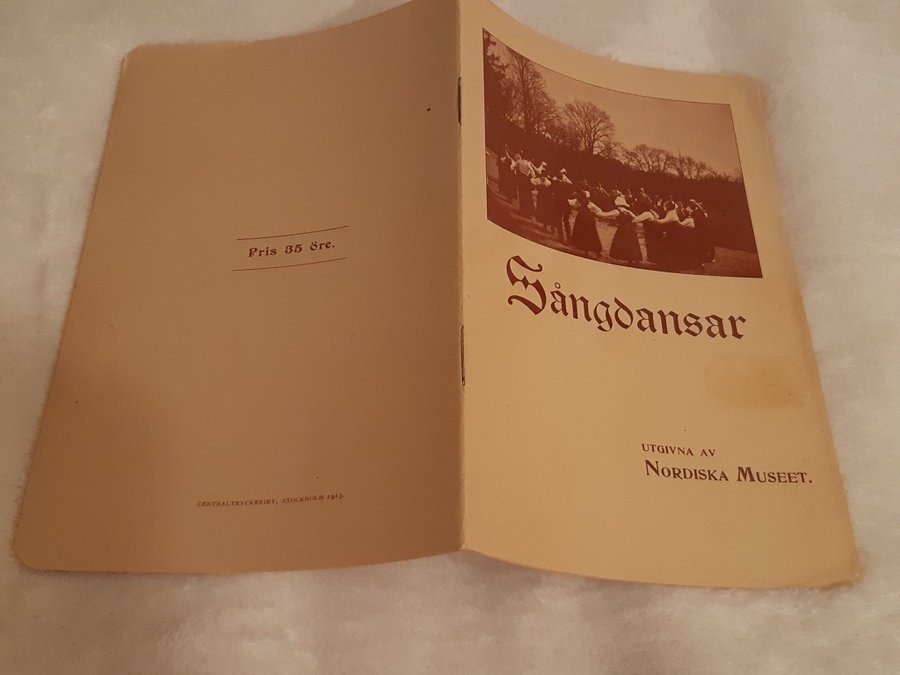 Pris 35 öre.
CENTRALTRYCKERIET, STOCKHOLM 1913.
Sångdansar
UTGIVNA AV
NORDISKA MUSEET.